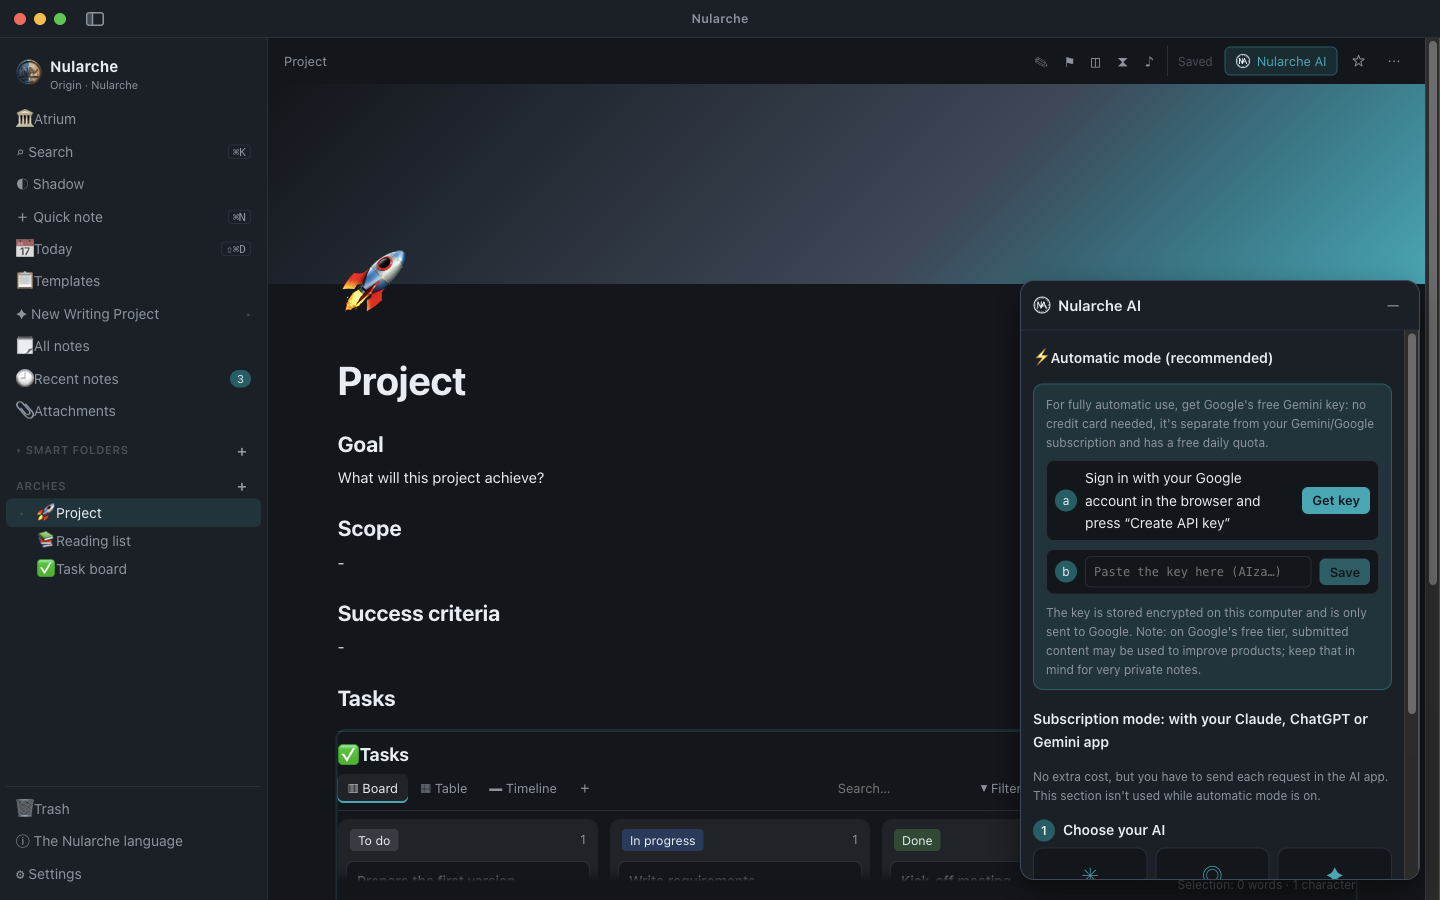 Nularche
Nularche
Origin · Nularche
Atrium
Search ⌘K
Shadow
Quick note ⌘N
Today ⇧⌘D
Templates
New Writing Project
All notes
Recent notes 3
Attachments
SMART FOLDERS +
ARCHES +
Project
Reading list
Task board
Trash
The Nularche language
Settings
Project
Saved
Nularche AI
Project
Goal
What will this project achieve?
Scope
-
Success criteria
-
Tasks
Tasks
Board Table Timeline +
Search... Filter
To do 1
In progress 1
Done
Prepare the first version
Write requirements
Kick-off meeting
Nularche AI
Automatic mode (recommended)
For fully automatic use, get Google's free Gemini key: no
credit card needed, it's separate from your Gemini/Google
subscription and has a free daily quota.
a
Sign in with your Google
account in the browser and
press “Create API key”
Get key
b
Paste the key here (AIza…)
Save
The key is stored encrypted on this computer and is only
sent to Google. Note: on Google's free tier, submitted
content may be used to improve products; keep that in
mind for very private notes.
Subscription mode: with your Claude, ChatGPT or
Gemini app
No extra cost, but you have to send each request in the AI app.
This section isn't used while automatic mode is on.
1 Choose your AI
Selection: 0 words · 1 character